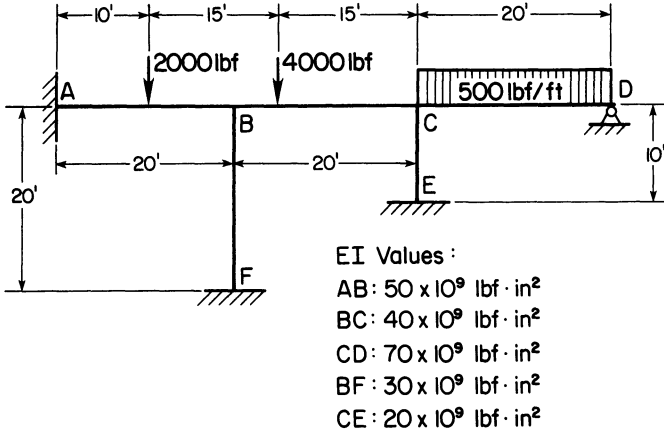 10' 15' 15' 20'
2000 lbf 4000 lbf
500 lbf/ft
A B C D
20' 20'
20' 10'
E
F
EI Values :
AB : 50 x 10⁹ lbf · in²
BC : 40 x 10⁹ lbf · in²
CD : 70 x 10⁹ lbf · in²
BF : 30 x 10⁹ lbf · in²
CE : 20 x 10⁹ lbf · in²